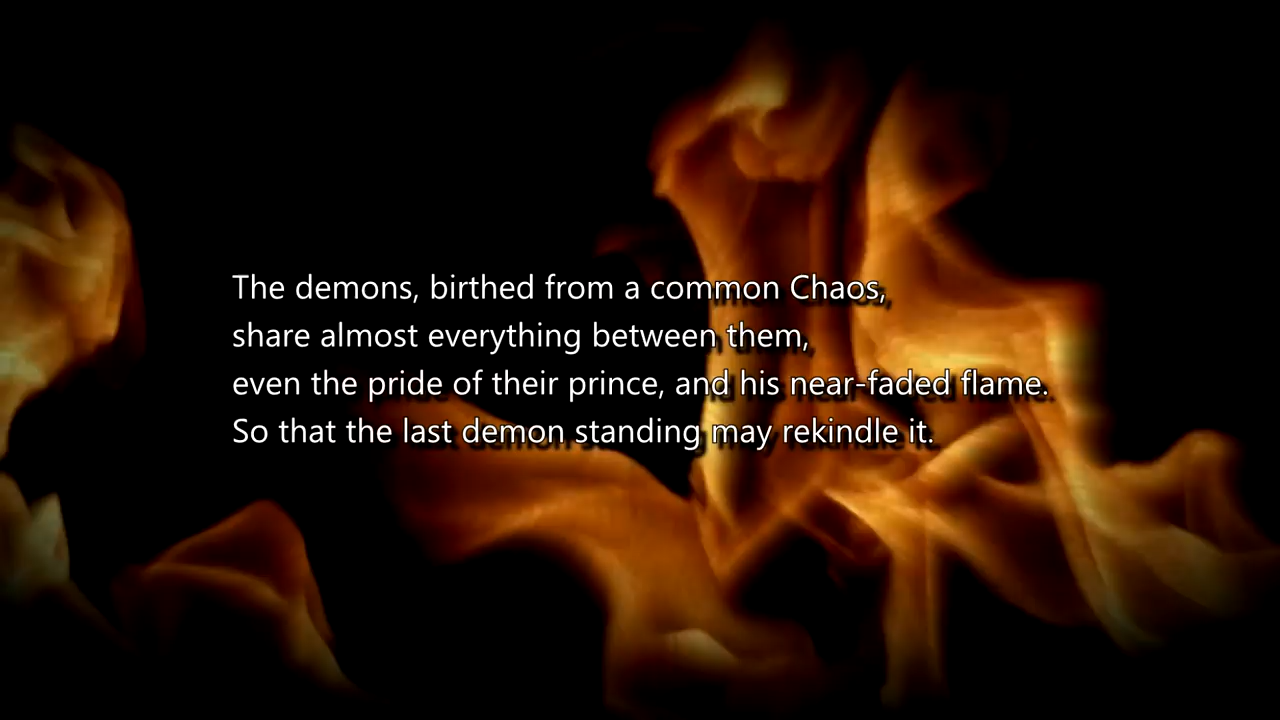 The demons, birthed from a common Chaos,
share almost everything between them,
even the pride of their prince, and his near-faded flame.
So that the last demon standing may rekindle it.